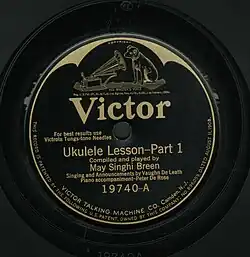 Victor
For best results use
Victrola Tungs-tone Needles
Ukulele Lesson–Part 1
Compiled and played by
May Singhi Breen
Singing and Announcements by Vaughn De Leath
Piano accompaniment–Peter De Rose
19740-A
VICTOR TALKING MACHINE CO. Camden, N.J.